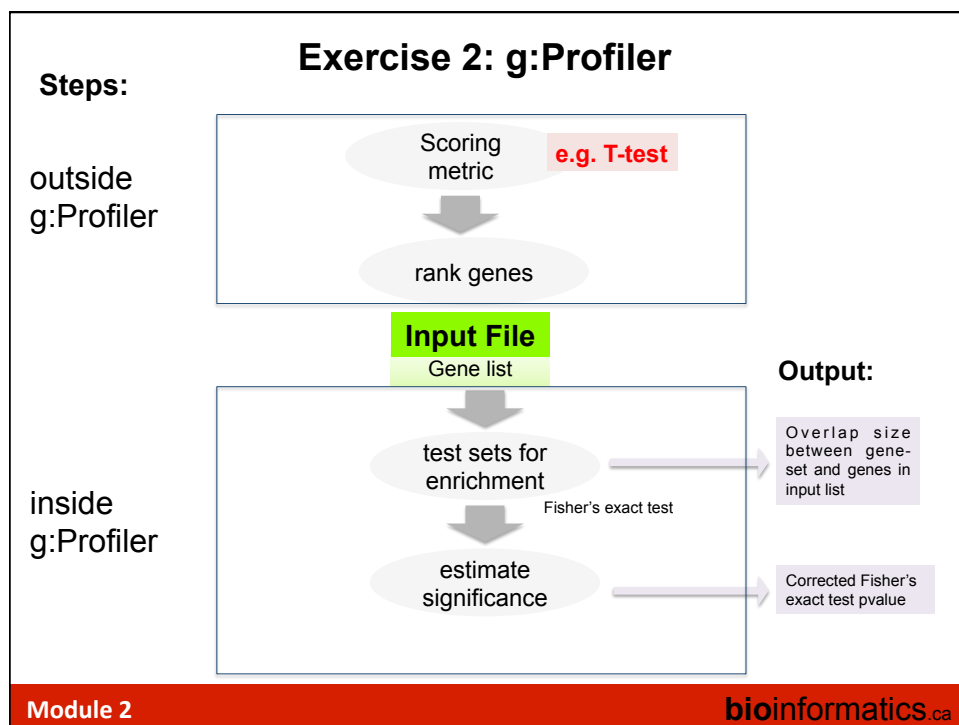 Exercise 2: g:Profiler
Steps:
outside
g:Profiler
Scoring
metric
e.g. T-test
rank genes
Input File
Gene list
Output:
inside
g:Profiler
test sets for
enrichment
Fisher’s exact test
Overlap size
between gene-
set and genes in
input list
estimate
significance
Corrected Fisher’s
exact test pvalue
Module 2
bioinformatics.ca